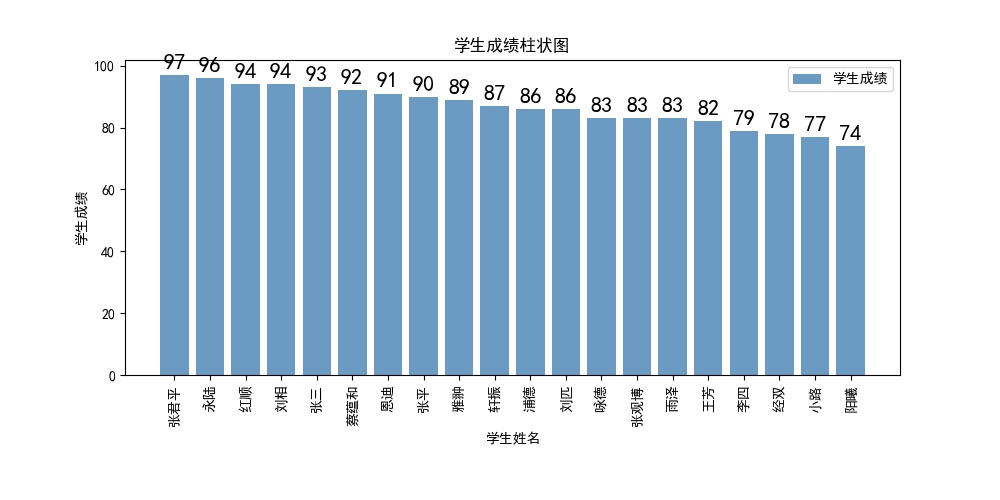 学生成绩柱状图
学生成绩
97 96 94 94 93 92 91 90 89 87 86 86 83 83 83 82 79 78 77 74
100
80
60
40
20
0
学生成绩
张君平 永陆 红顺 刘相 张三 蔡蕴和 恩迪 张平 雅翀 轩振 浦德 刘匹 咏德 张观博 雨泽 王芳 李四 经双 小路 阳曦
学生姓名